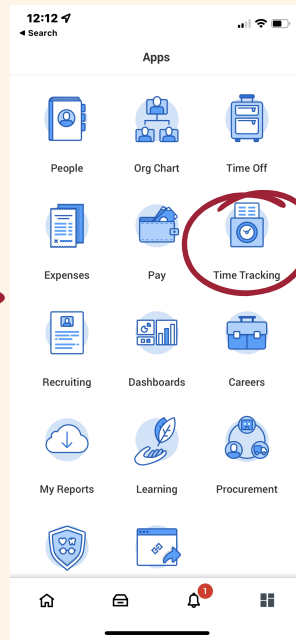 12:12
Search
Apps
People Org Chart Time Off
Expenses Pay Time Tracking
Recruiting Dashboards Careers
My Reports Learning Procurement
1